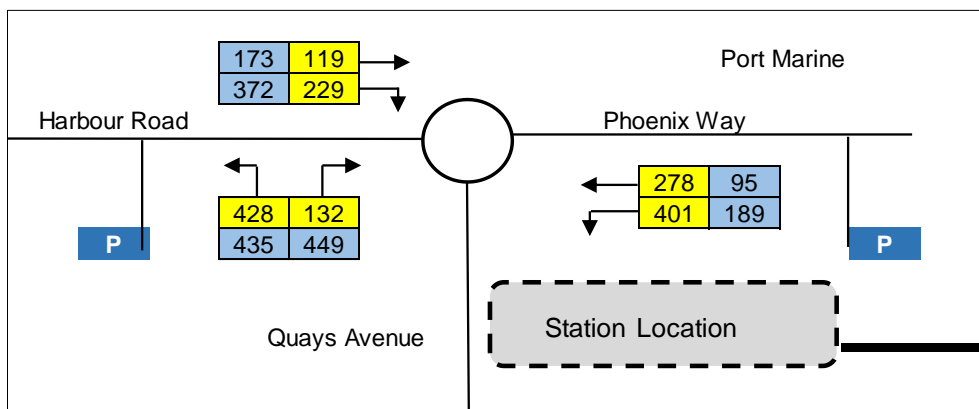 173 119
Port Marine
372 229
Harbour Road
Phoenix Way
278 95
428 132
401 189
P
435 449
P
Station Location
Quays Avenue